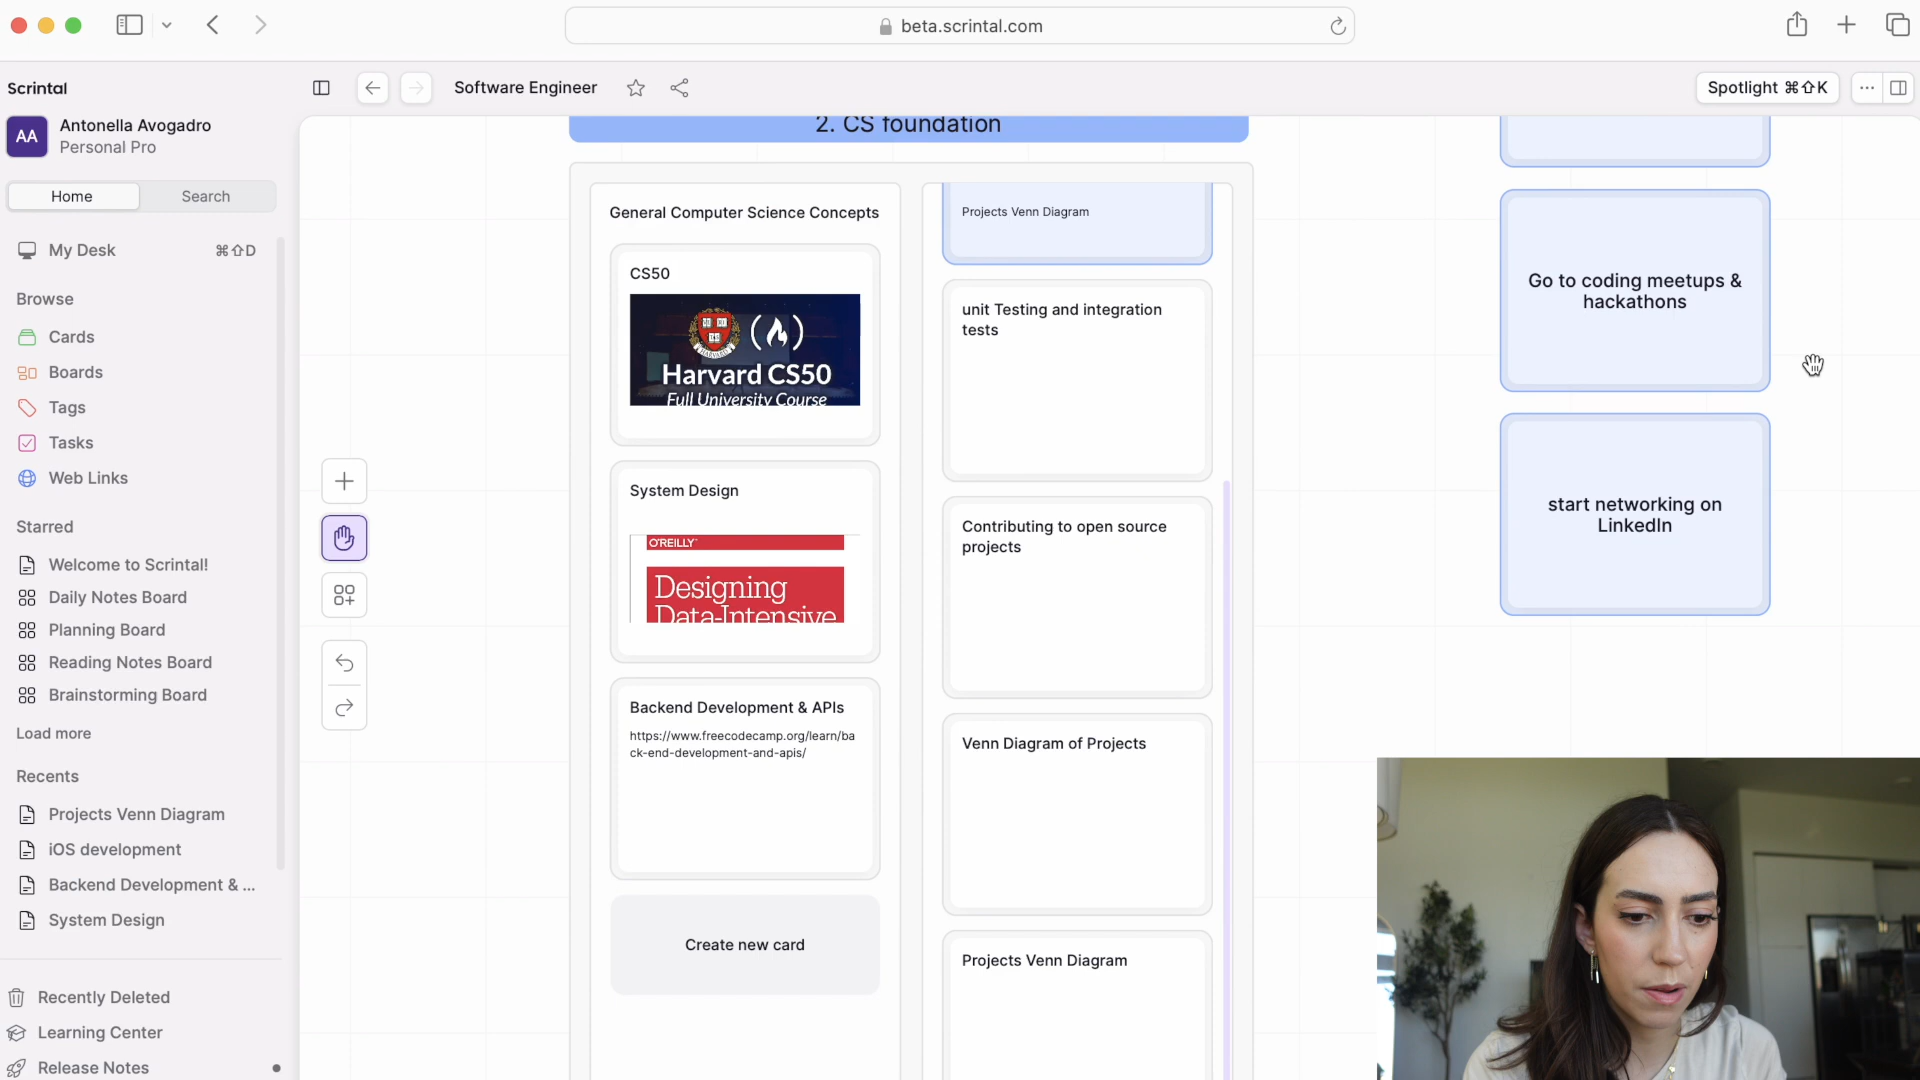 beta.scrintal.com
Scrintal
Software Engineer
Spotlight ⌘⇧K
AA
Antonella Avogadro
Personal Pro
Home
Search
My Desk
⌘⇧D
Browse
Cards
Boards
Tags
Tasks
Web Links
Starred
Welcome to Scrintal!
Daily Notes Board
Planning Board
Reading Notes Board
Brainstorming Board
Load more
Recents
Projects Venn Diagram
iOS development
Backend Development & ...
System Design
Recently Deleted
Learning Center
Release Notes
2. CS foundation
General Computer Science Concepts
CS50
HARVARD
Harvard CS50
Full University Course
System Design
O'REILLY
Designing
Data-Intensive
Backend Development & APIs
https://www.freecodecamp.org/learn/ba
ck-end-development-and-apis/
Create new card
Projects Venn Diagram
unit Testing and integration
tests
Contributing to open source
projects
Venn Diagram of Projects
Projects Venn Diagram
Go to coding meetups &
hackathons
start networking on
LinkedIn